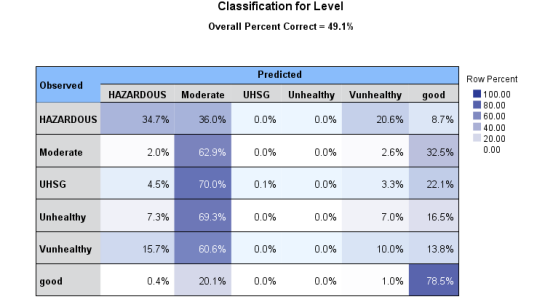 Classification for Level
Overall Percent Correct = 49.1%
Predicted
Observed
HAZARDOUS Moderate UHSG Unhealthy Vunhealthy good
HAZARDOUS 34.7% 36.0% 0.0% 0.0% 20.6% 8.7%
Moderate 2.0% 62.9% 0.0% 0.0% 2.6% 32.5%
UHSG 4.5% 70.0% 0.1% 0.0% 3.3% 22.1%
Unhealthy 7.3% 69.3% 0.0% 0.0% 7.0% 16.5%
Vunhealthy 15.7% 60.6% 0.0% 0.0% 10.0% 13.8%
good 0.4% 20.1% 0.0% 0.0% 1.0% 78.5%
Row Percent
100.00
80.00
60.00
40.00
20.00
0.00